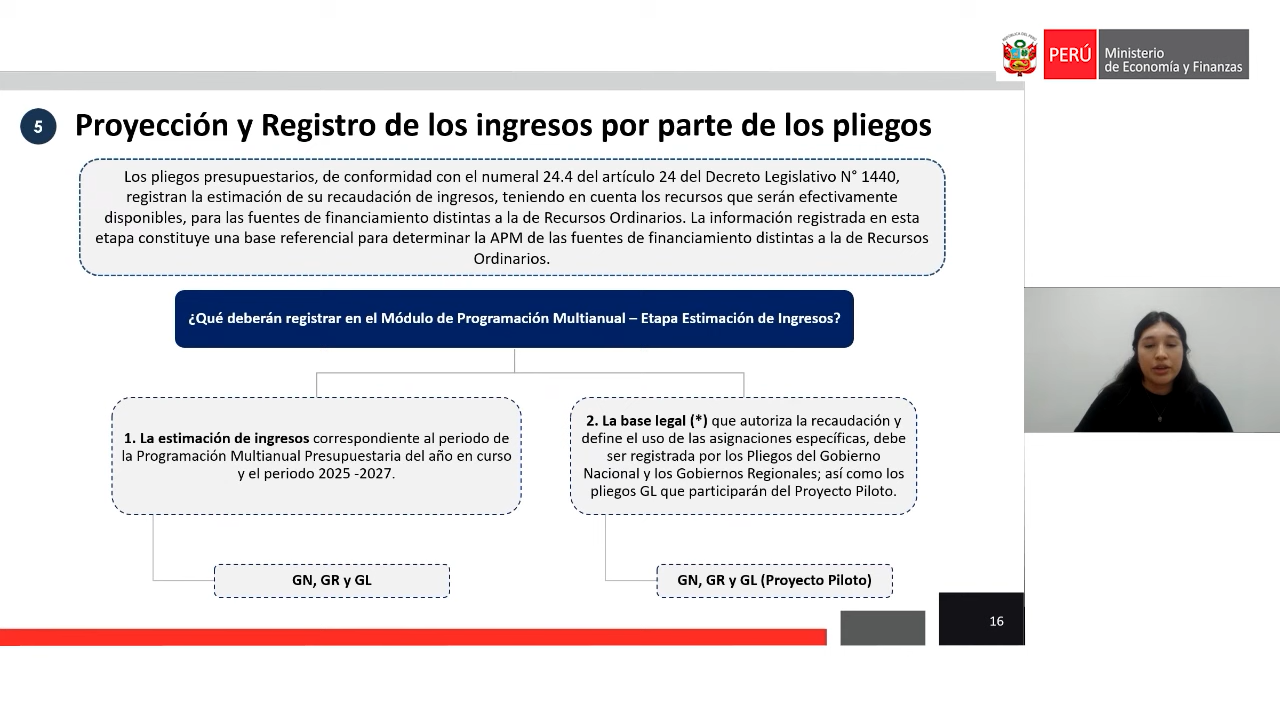 PERÚ
Ministerio
de Economía y Finanzas
5
Proyección y Registro de los ingresos por parte de los pliegos
Los pliegos presupuestarios, de conformidad con el numeral 24.4 del artículo 24 del Decreto Legislativo N° 1440,
registran la estimación de su recaudación de ingresos, teniendo en cuenta los recursos que serán efectivamente
disponibles, para las fuentes de financiamiento distintas a la de Recursos Ordinarios. La información registrada en esta
etapa constituye una base referencial para determinar la APM de las fuentes de financiamiento distintas a la de Recursos
Ordinarios.
¿Qué deberán registrar en el Módulo de Programación Multianual – Etapa Estimación de Ingresos?
1. La estimación de ingresos correspondiente al periodo de
la Programación Multianual Presupuestaria del año en curso
y el periodo 2025 -2027.
2. La base legal (*) que autoriza la recaudación y
define el uso de las asignaciones específicas, debe
ser registrada por los Pliegos del Gobierno
Nacional y los Gobiernos Regionales; así como los
pliegos GL que participarán del Proyecto Piloto.
GN, GR y GL
GN, GR y GL (Proyecto Piloto)
16